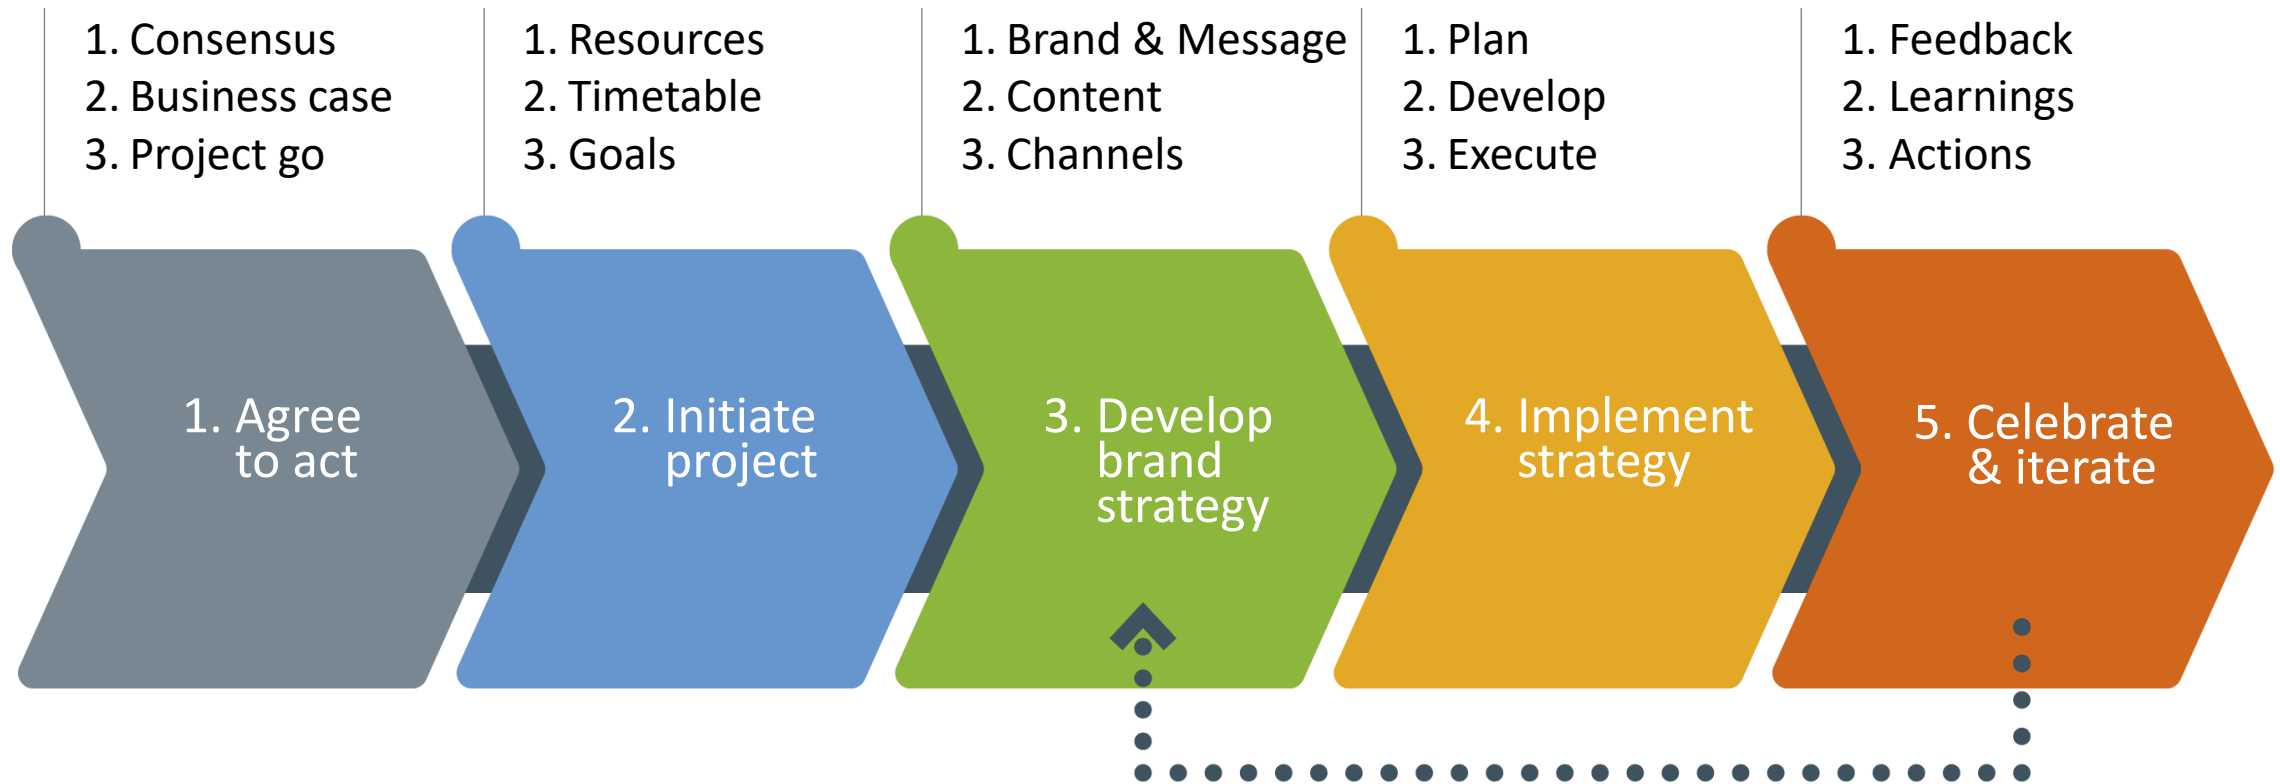 1. Consensus
2. Business case
3. Project go
1. Resources
2. Timetable
3. Goals
1. Brand & Message
2. Content
3. Channels
1. Plan
2. Develop
3. Execute
1. Feedback
2. Learnings
3. Actions
1. Agree
to act
2. Initiate
project
3. Develop
brand
strategy
4. Implement
strategy
5. Celebrate
& iterate